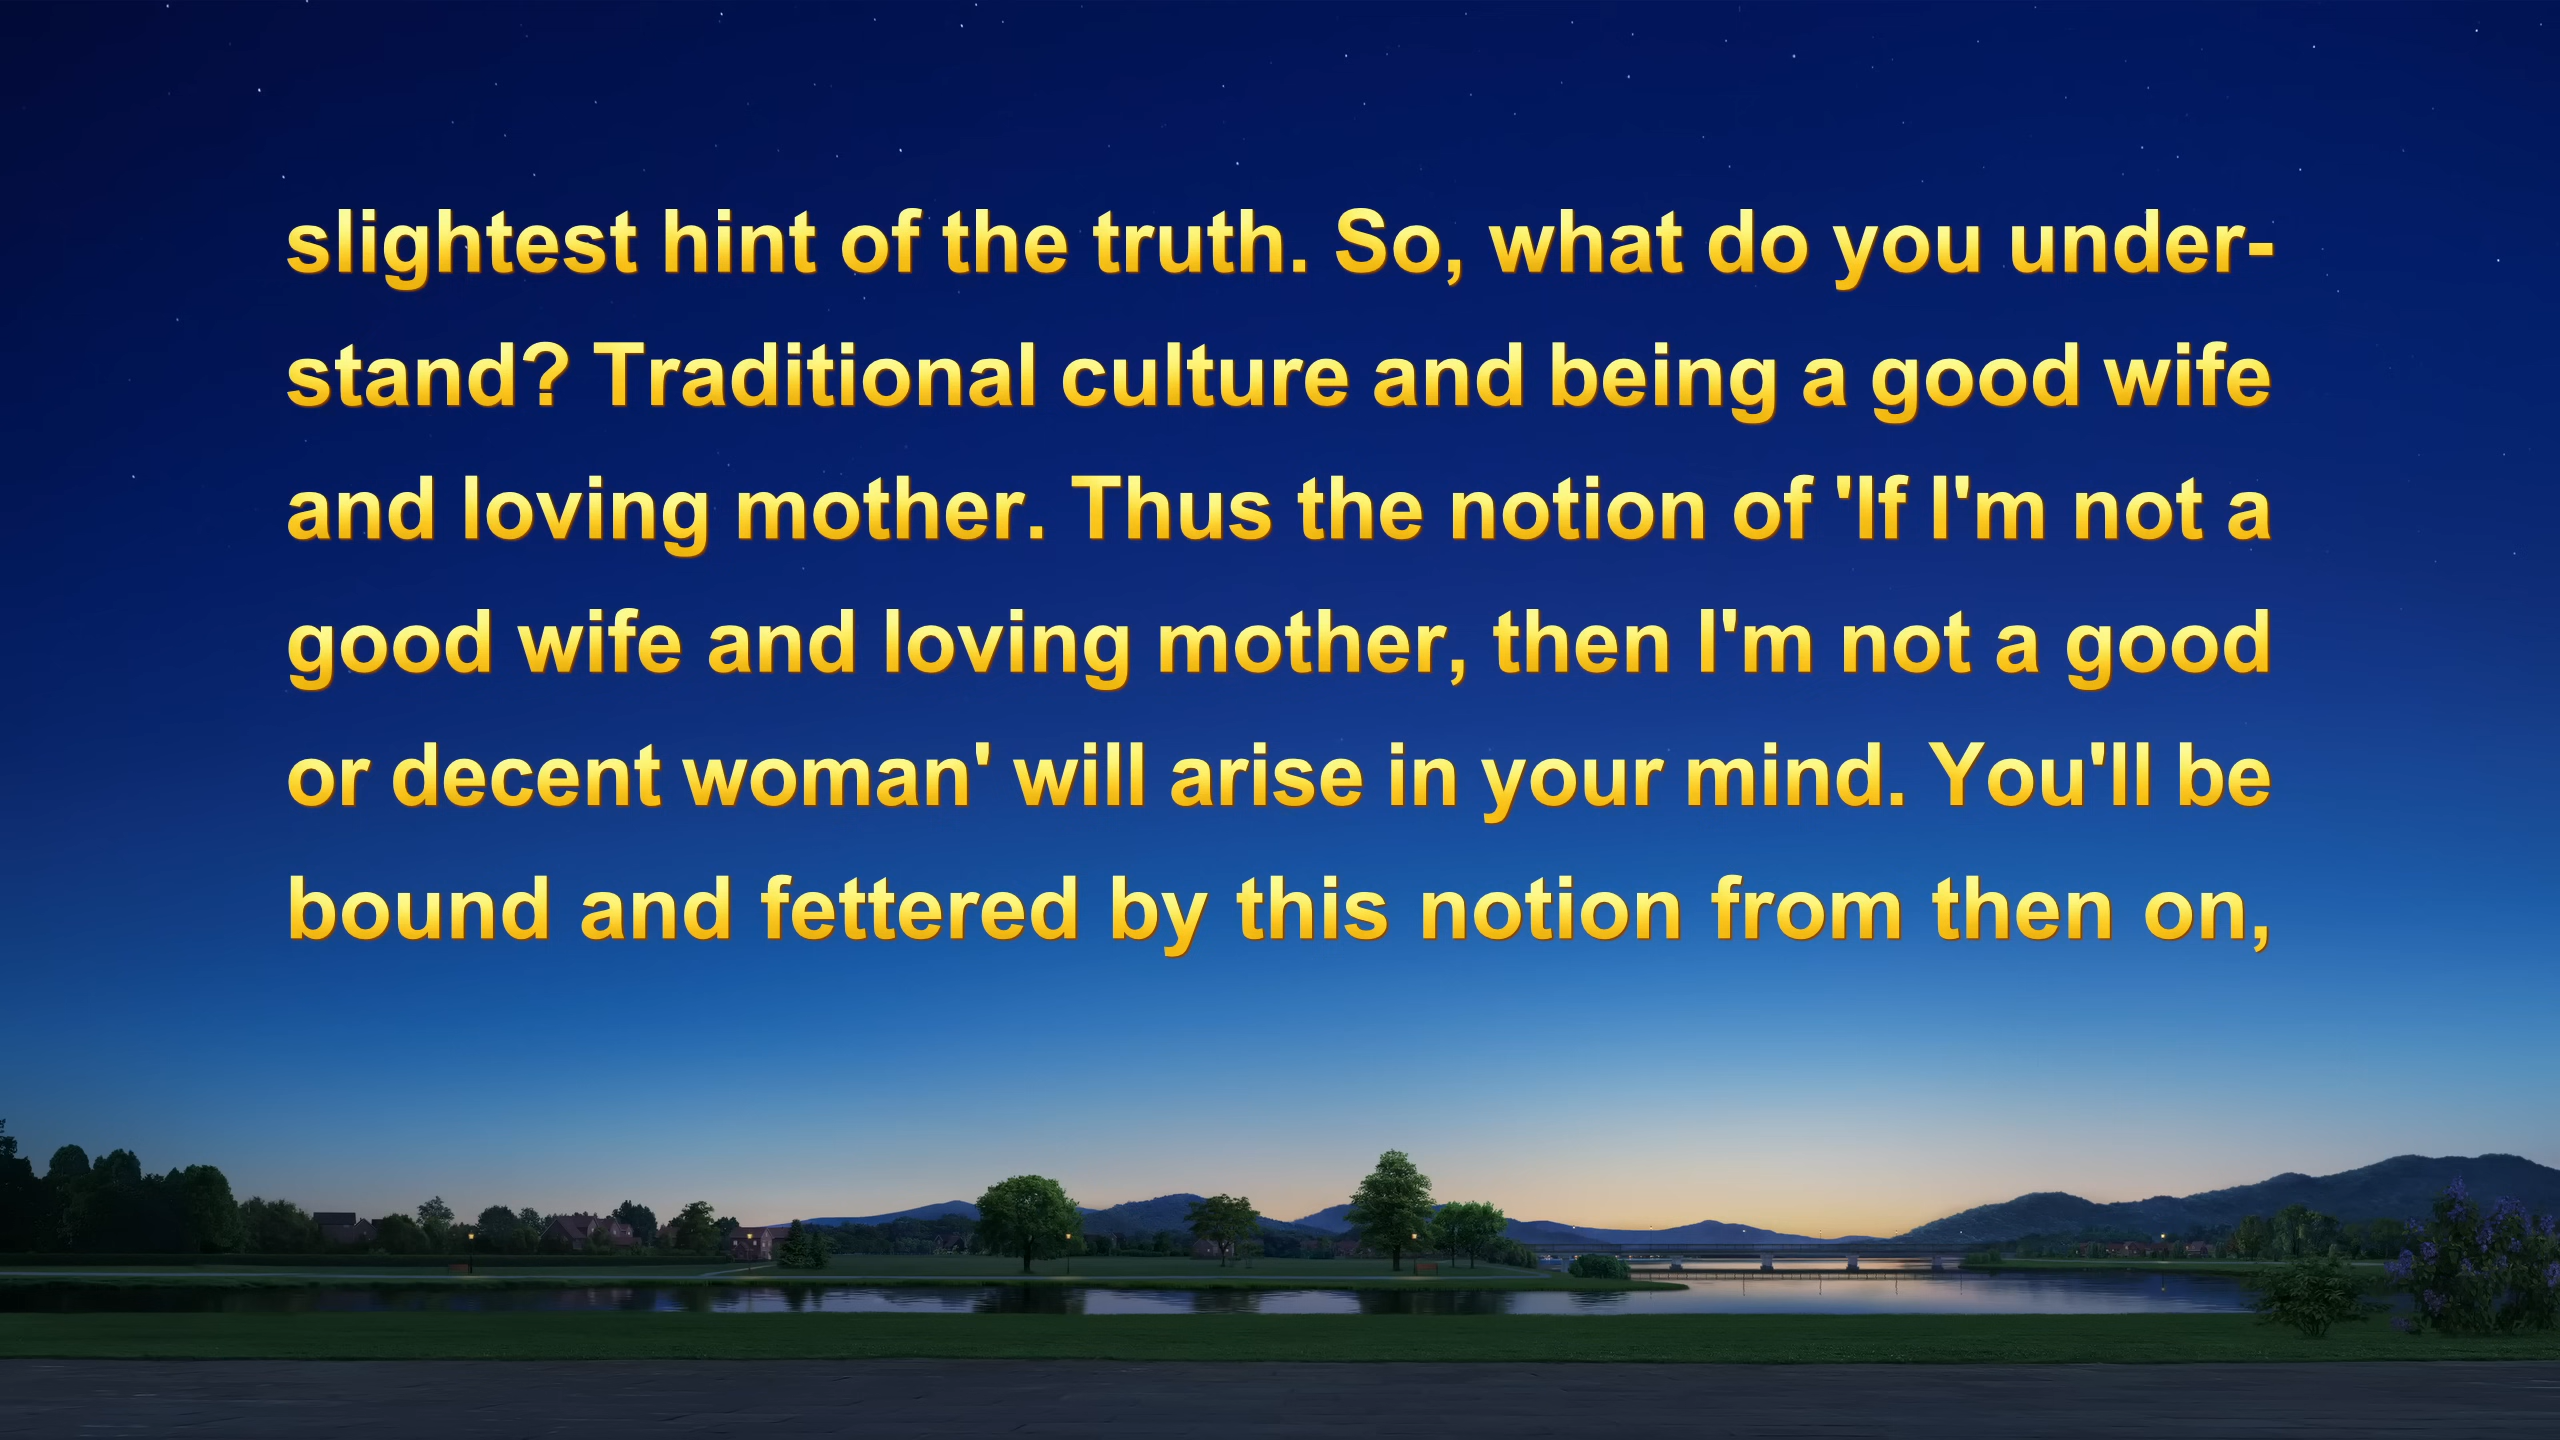 slightest hint of the truth. So, what do you under-
stand? Traditional culture and being a good wife
and loving mother. Thus the notion of 'If I'm not a
good wife and loving mother, then I'm not a good
or decent woman' will arise in your mind. You'll be
bound and fettered by this notion from then on,